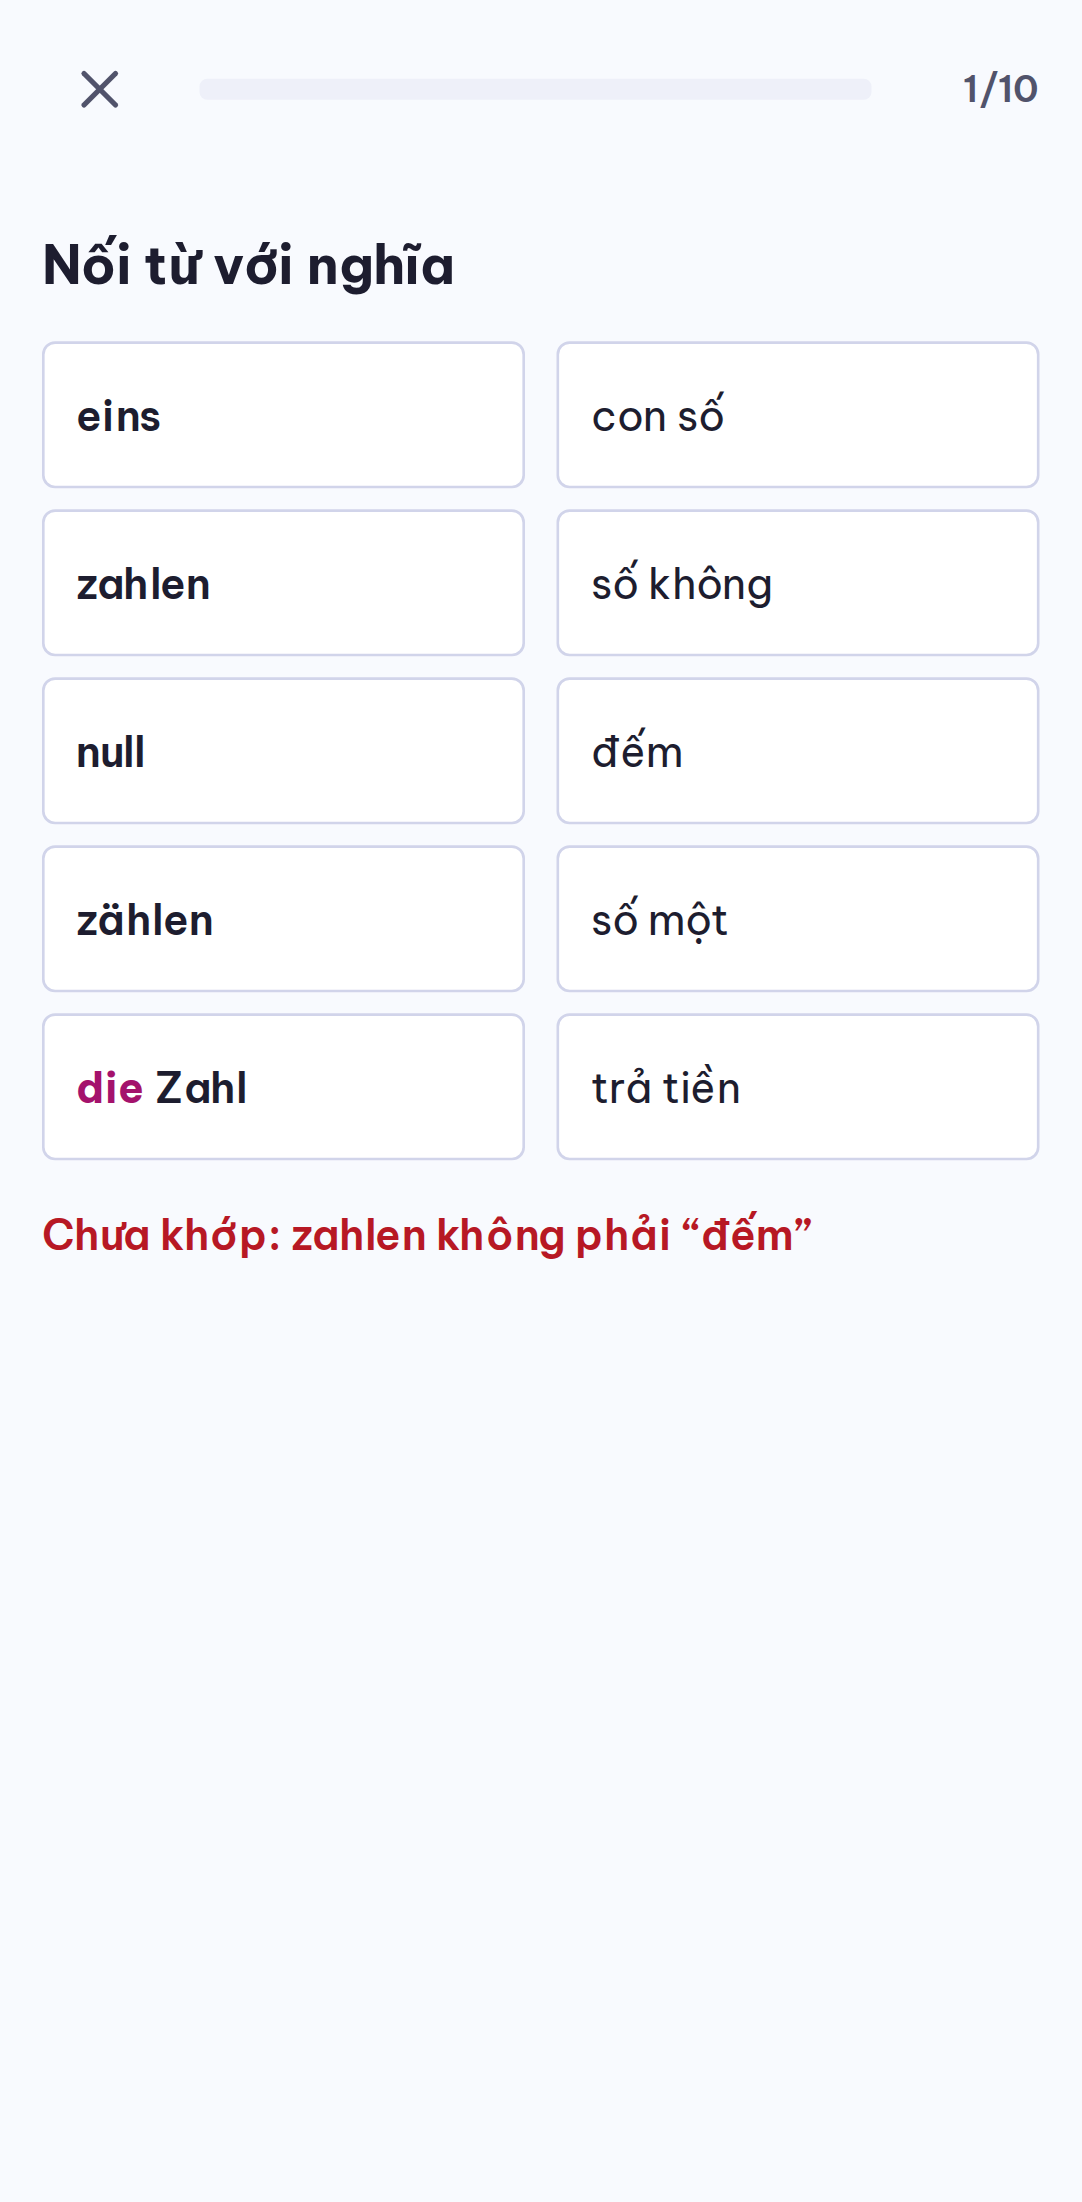 1/10
Nối từ với nghĩa
eins
con số
zahlen
số không
null
đếm
zählen
số một
die Zahl
trả tiền
Chưa khớp: zahlen không phải “đếm”